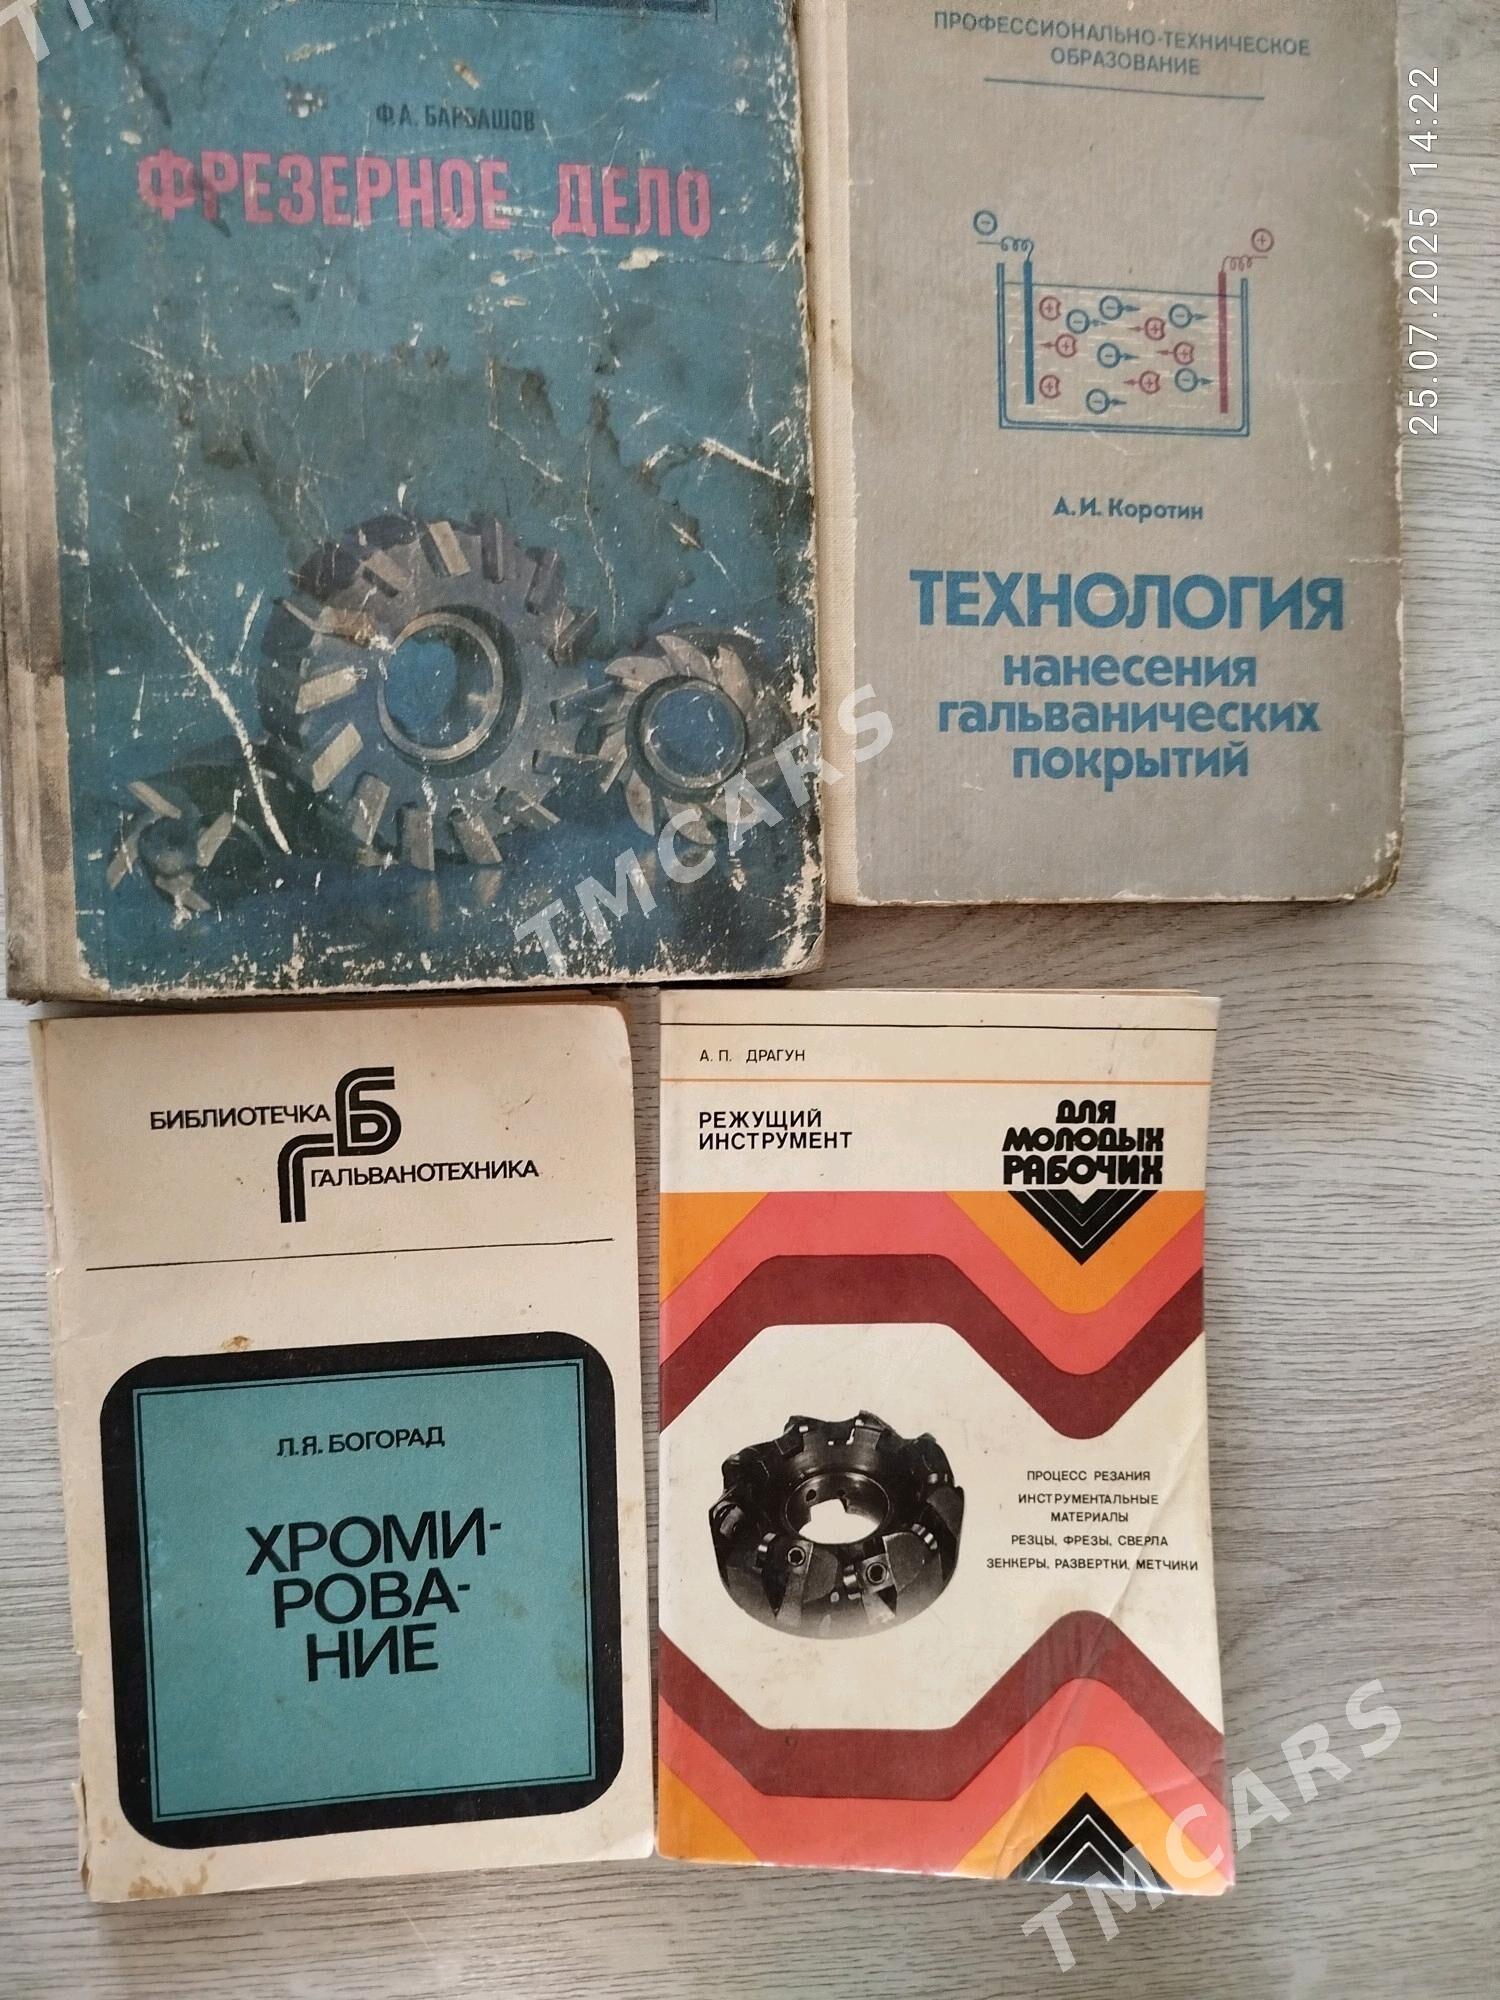 Ф.А. БАРБАШОВ
ФРЕЗЕРНОЕ ДЕЛО
ПРОФЕССИОНАЛЬНО-ТЕХНИЧЕСКОЕ
ОБРАЗОВАНИЕ
А.И. Коротин
ТЕХНОЛОГИЯ
нанесения
гальванических
покрытий
25.07.2025 14:22
TMCARS
БИБЛИОТЕЧКА
ГАЛЬВАНОТЕХНИКА
Л.Я. БОГОРАД
ХРОМИ-
РОВА-
НИЕ
А. П. ДРАГУН
РЕЖУЩИЙ
ИНСТРУМЕНТ
ДЛЯ
МОЛОДЫХ
РАБОЧИХ
ПРОЦЕСС РЕЗАНИЯ
ИНСТРУМЕНТАЛЬНЫЕ
МАТЕРИАЛЫ
РЕЗЦЫ, ФРЕЗЫ, СВЕРЛА
ЗЕНКЕРЫ, РАЗВЕРТКИ, МЕТЧИКИ
TMCARS